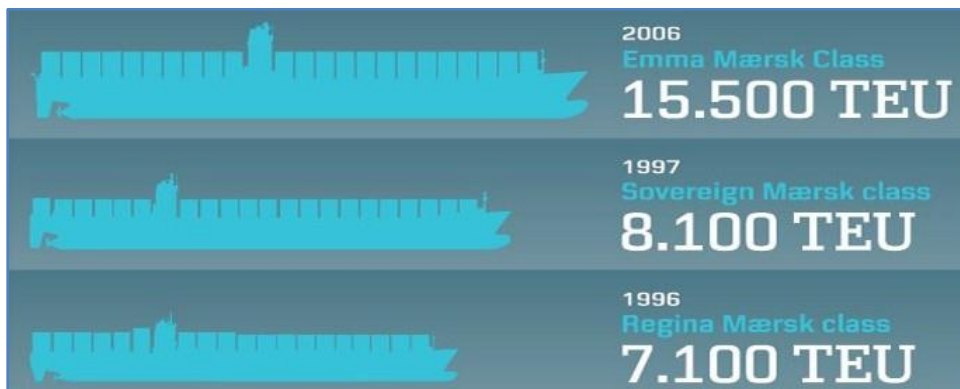 2006
Emma Mærsk Class
15.500 TEU
1997
Sovereign Mærsk class
8.100 TEU
1996
Regina Mærsk class
7.100 TEU